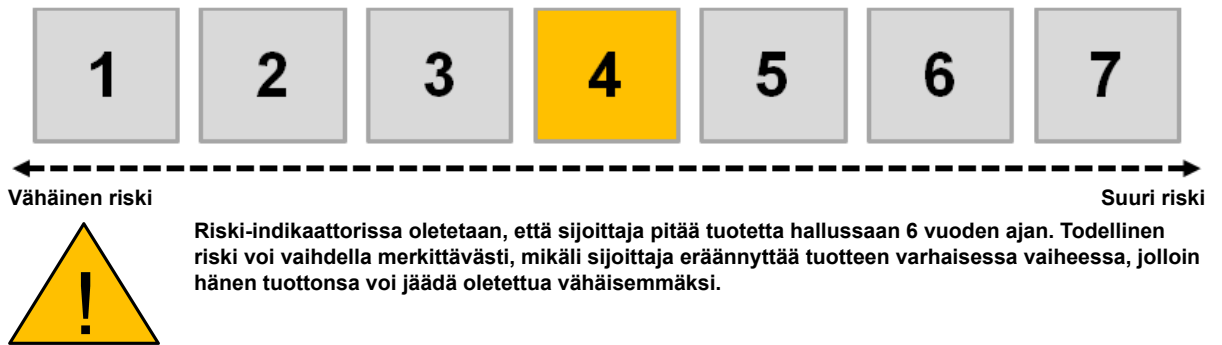 1 2 3 4 5 6 7
Vähäinen riski Suuri riski
Riski-indikaattorissa oletetaan, että sijoittaja pitää tuotetta hallussaan 6 vuoden ajan. Todellinen
riski voi vaihdella merkittävästi, mikäli sijoittaja eräännyttää tuotteen varhaisessa vaiheessa, jolloin
hänen tuottonsa voi jäädä oletettua vähäisemmäksi.
!